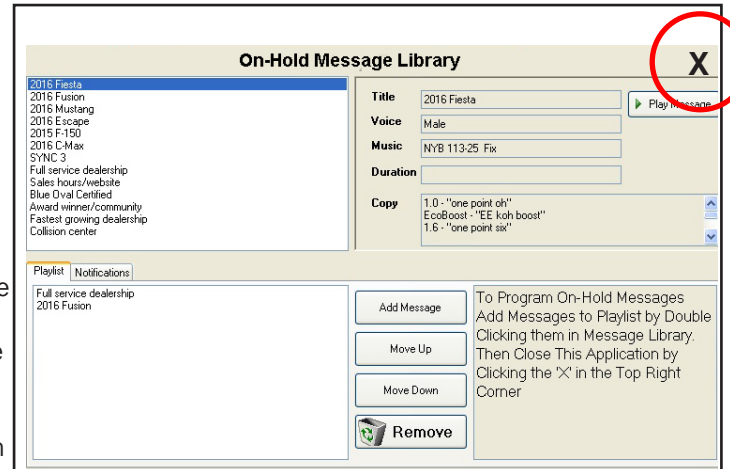 On-Hold Message Library
X
2016 Fiesta
2016 Fusion
2016 Mustang
2016 Escape
2015 F-150
2016 C-Max
SYNC 3
Full service dealership
Sales hours/website
Blue Oval Certified
Award winner/community
Fastest growing dealership
Collision center
Title 2016 Fiesta
Play Message
Voice Male
Music NYB 113-25 Fix
Duration
Copy 1.0 - "one point oh"
EcoBoost - "EE koh boost"
1.6 - "one point six"
Playlist Notifications
Full service dealership
2016 Fusion
Add Message
Move Up
Move Down
Remove
To Program On-Hold Messages
Add Messages to Playlist by Double
Clicking them in Message Library.
Then Close This Application by
Clicking the 'X' in the Top Right
Corner